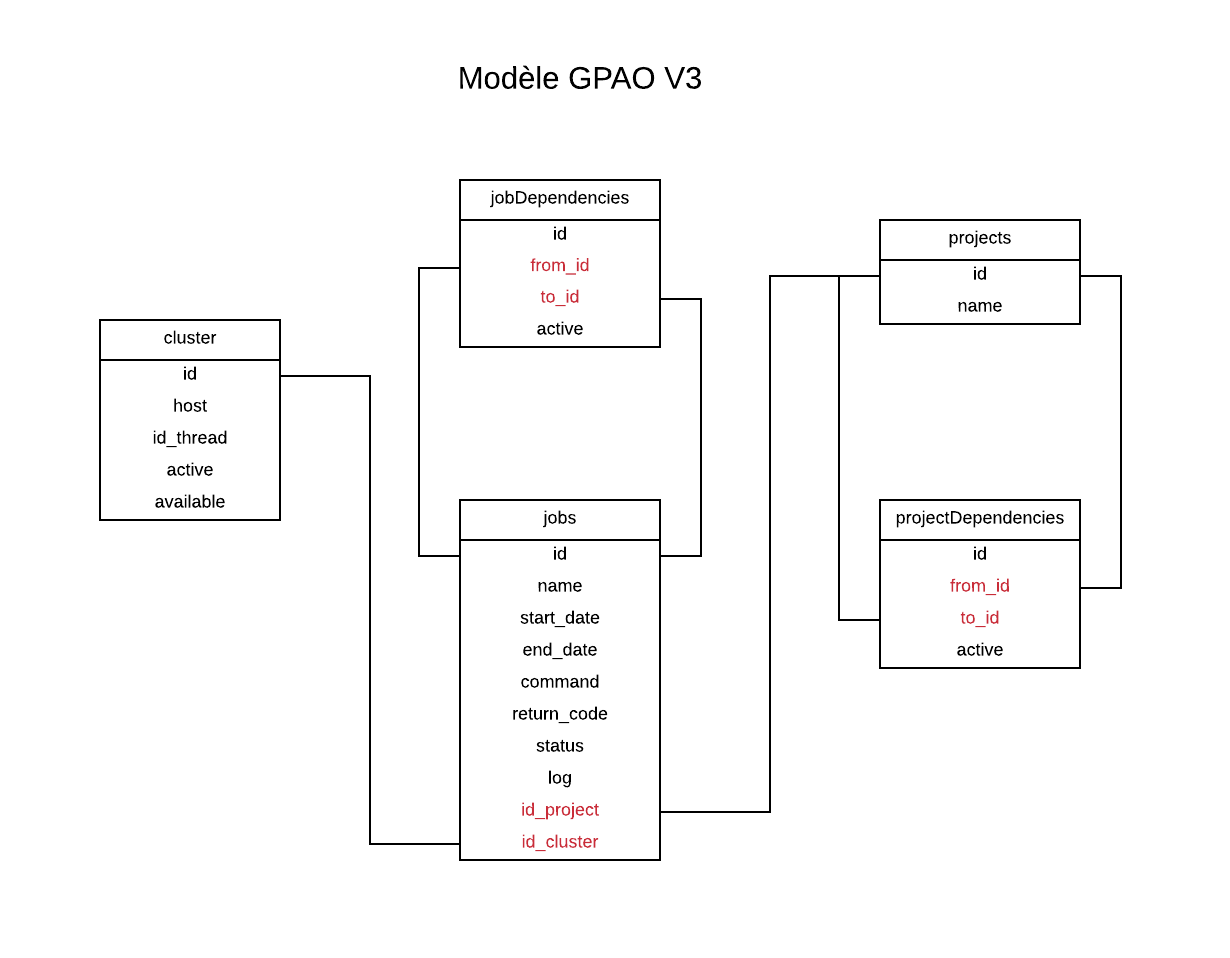 Modèle GPAO V3
jobDependencies
id
from_id
to_id
active
projects
id
name
cluster
id
host
id_thread
active
available
jobs
id
name
start_date
end_date
command
return_code
status
log
id_project
id_cluster
projectDependencies
id
from_id
to_id
active